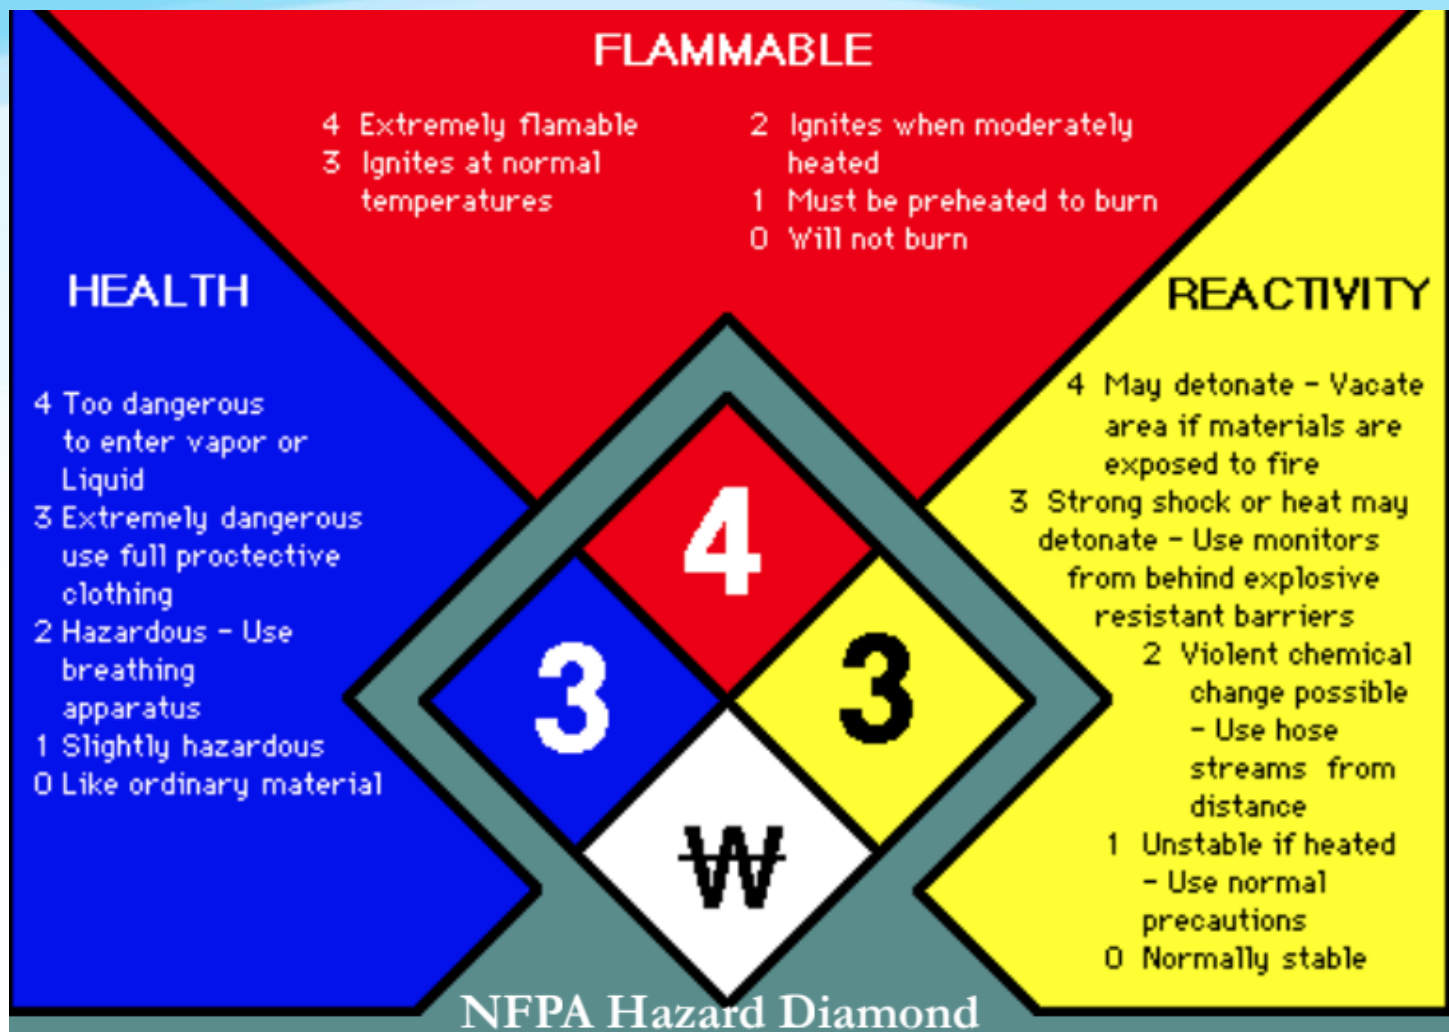 FLAMMABLE
4 Extremely flamable
3 Ignites at normal
temperatures
2 Ignites when moderately
heated
1 Must be preheated to burn
0 Will not burn
HEALTH
4 Too dangerous
to enter vapor or
Liquid
3 Extremely dangerous
use full proctective
clothing
2 Hazardous - Use
breathing
apparatus
1 Slightly hazardous
0 Like ordinary material
REACTIVITY
4 May detonate - Vacate
area if materials are
exposed to fire
3 Strong shock or heat may
detonate - Use monitors
from behind explosive
resistant barriers
2 Violent chemical
change possible
- Use hose
streams from
distance
1 Unstable if heated
- Use normal
precautions
0 Normally stable
4
3
3
W
NFPA Hazard Diamond